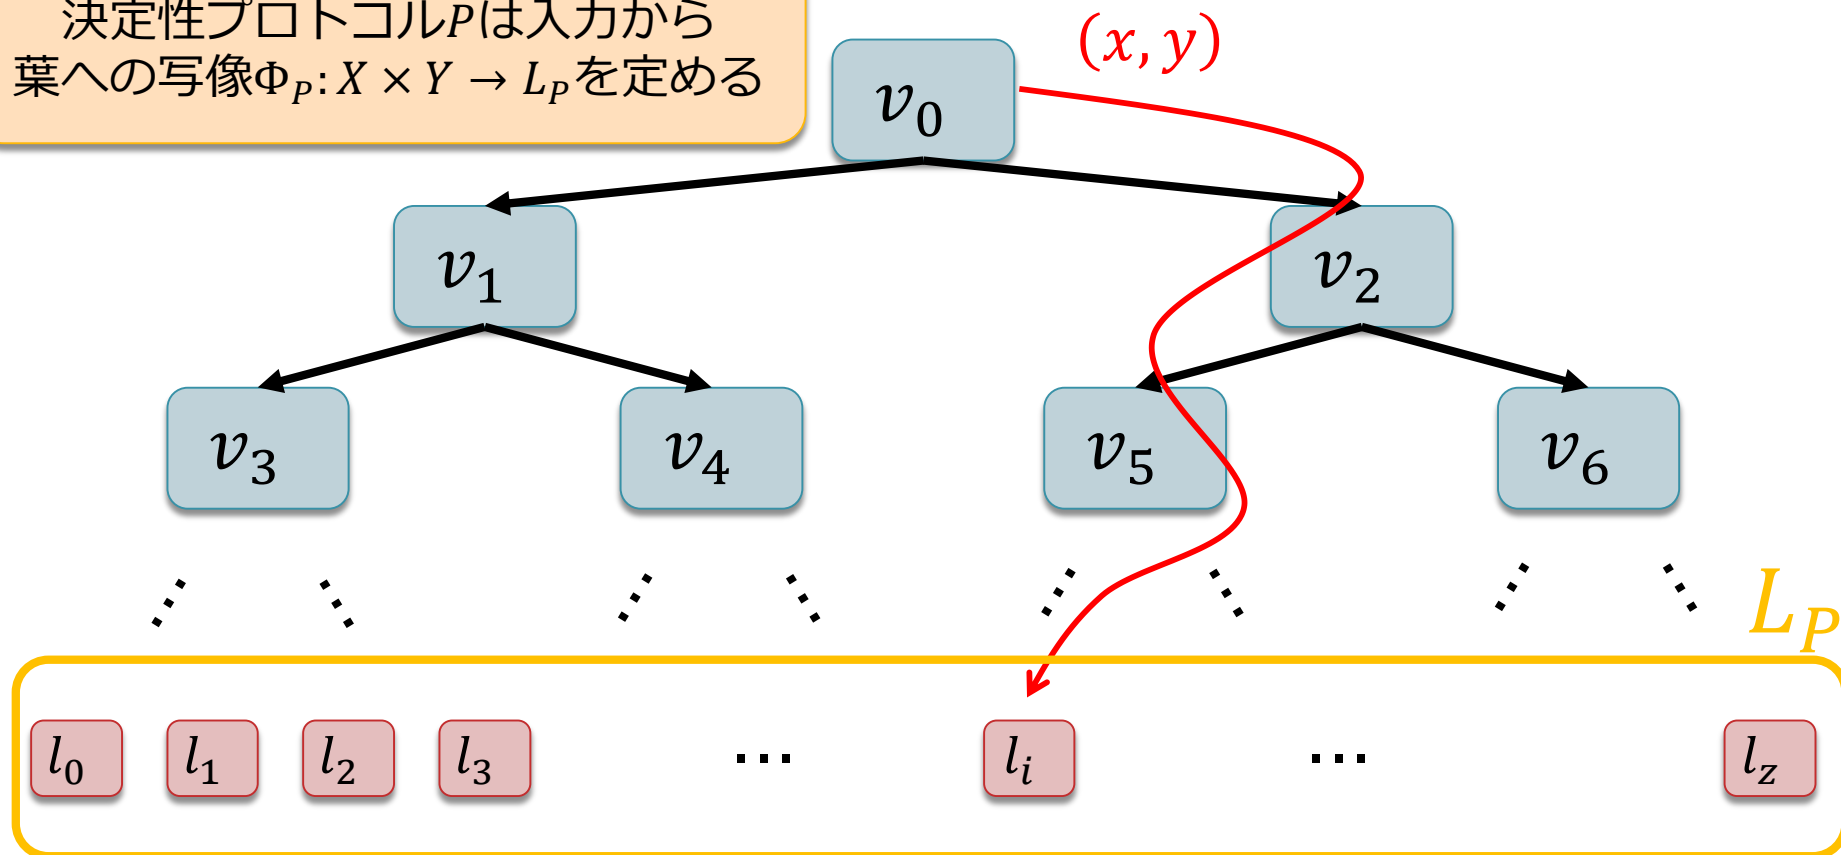 決定性プロトコルPは入力から
葉への写像Φ_P: X × Y → L_Pを定める
(x, y)
v_0
v_1
v_2
v_3
v_4
v_5
v_6
L_P
l_0 l_1 l_2 l_3 … l_i … l_z